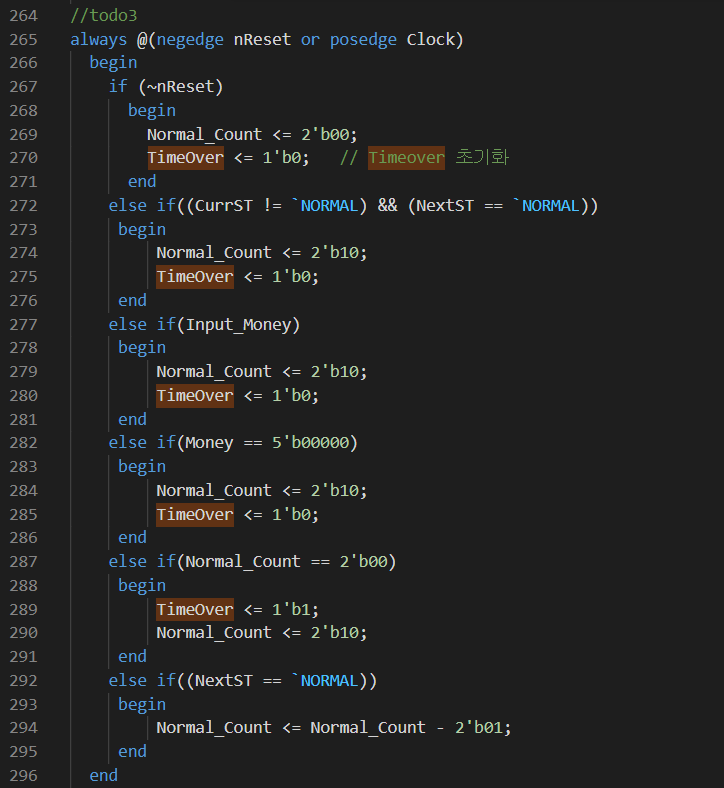 264 //todo3
265 always @(negedge nReset or posedge Clock)
266 begin
267 if (~nReset)
268 begin
269 Normal_Count <= 2'b00;
270 TimeOver <= 1'b0; // Timeover 초기화
271 end
272 else if((CurrST != `NORMAL) && (NextST == `NORMAL))
273 begin
274 Normal_Count <= 2'b10;
275 TimeOver <= 1'b0;
276 end
277 else if(Input_Money)
278 begin
279 Normal_Count <= 2'b10;
280 TimeOver <= 1'b0;
281 end
282 else if(Money == 5'b00000)
283 begin
284 Normal_Count <= 2'b10;
285 TimeOver <= 1'b0;
286 end
287 else if(Normal_Count == 2'b00)
288 begin
289 TimeOver <= 1'b1;
290 Normal_Count <= 2'b10;
291 end
292 else if((NextST == `NORMAL))
293 begin
294 Normal_Count <= Normal_Count - 2'b01;
295 end
296 end